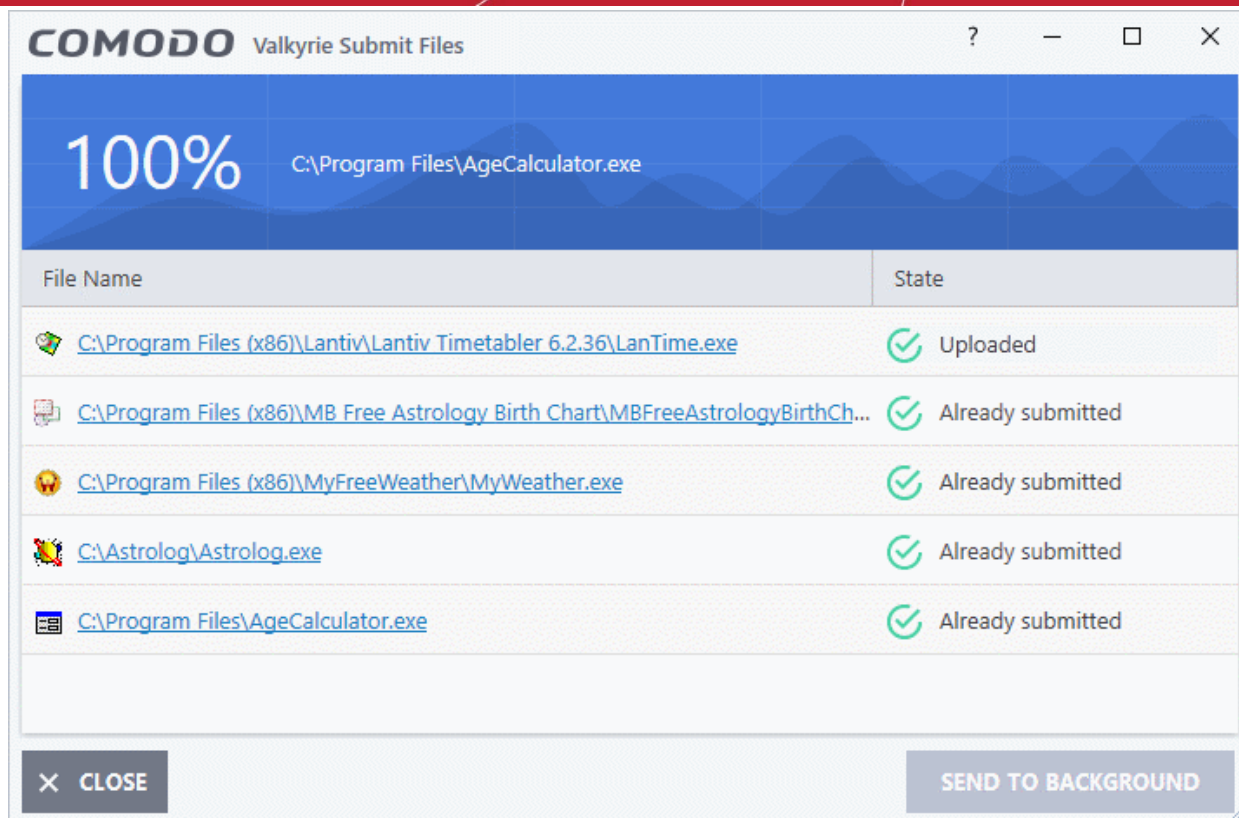 COMODO Valkyrie Submit Files ?
100% C:\Program Files\AgeCalculator.exe
File Name State
C:\Program Files (x86)\Lantiv\Lantiv Timetabler 6.2.36\LanTime.exe Uploaded
C:\Program Files (x86)\MB Free Astrology Birth Chart\MBFreeAstrologyBirthCh... Already submitted
C:\Program Files (x86)\MyFreeWeather\MyWeather.exe Already submitted
C:\Astrolog\Astrolog.exe Already submitted
C:\Program Files\AgeCalculator.exe Already submitted
CLOSE SEND TO BACKGROUND